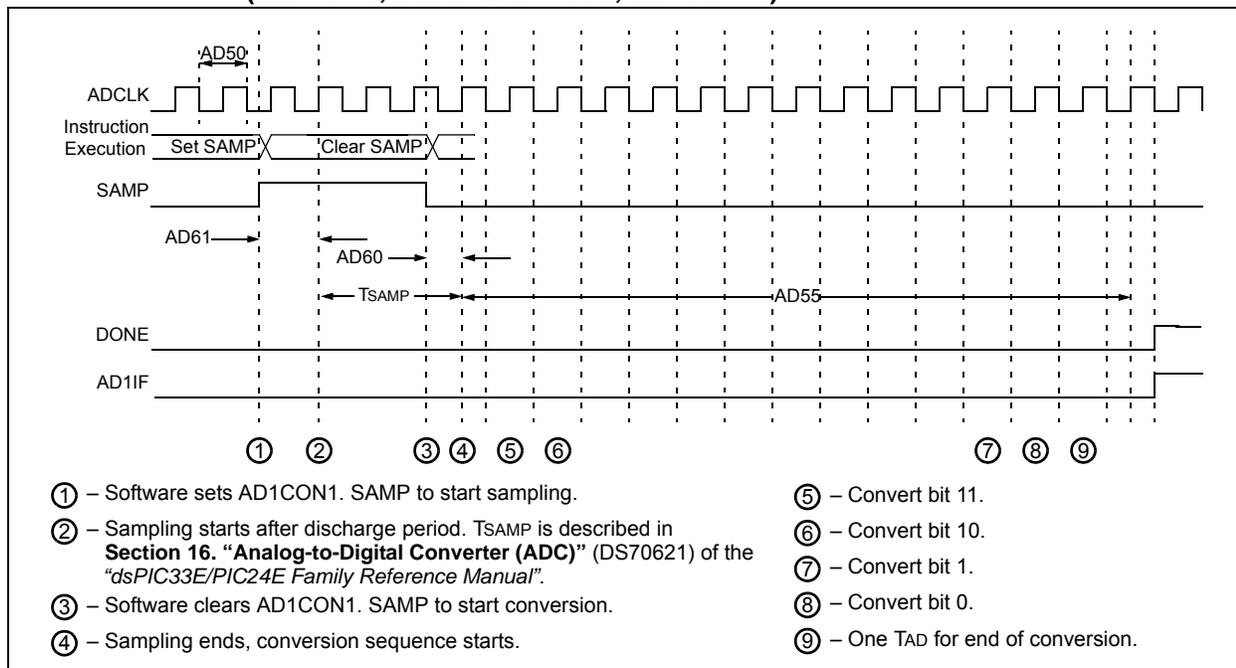 AD50
ADCLK
Instruction
Execution
Set SAMP
Clear SAMP
SAMP
AD61
AD60
TSAMP
AD55
DONE
AD1IF
1 2 3 4 5 6 7 8 9
1 – Software sets AD1CON1. SAMP to start sampling.
2 – Sampling starts after discharge period. TSAMP is described in
Section 16. “Analog-to-Digital Converter (ADC)” (DS70621) of the
“dsPIC33E/PIC24E Family Reference Manual”.
3 – Software clears AD1CON1. SAMP to start conversion.
4 – Sampling ends, conversion sequence starts.
5 – Convert bit 11.
6 – Convert bit 10.
7 – Convert bit 1.
8 – Convert bit 0.
9 – One TAD for end of conversion.